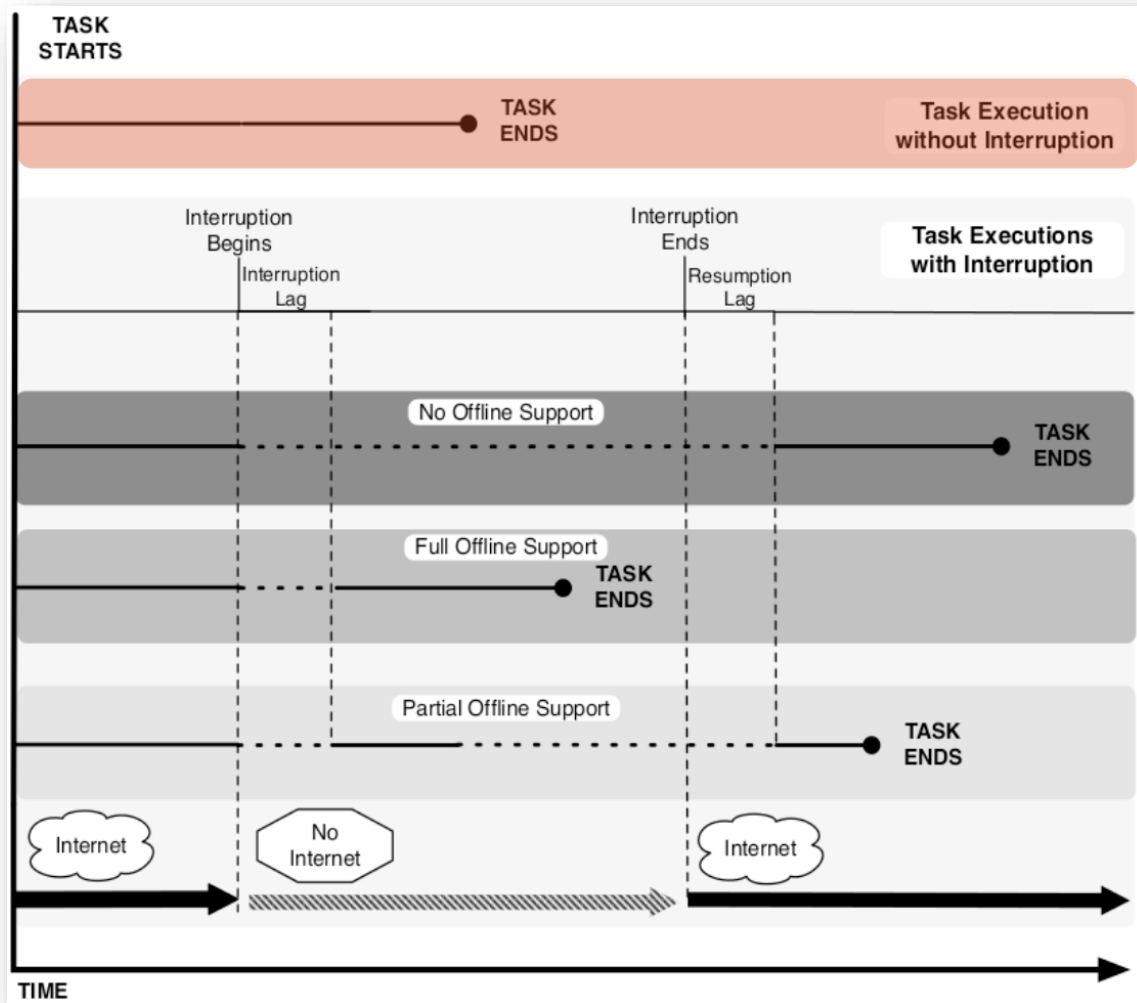 TASK
STARTS
TASK
ENDS
Task Execution
without Interruption
Interruption
Begins
Interruption
Lag
Interruption
Ends
Resumption
Lag
Task Executions
with Interruption
No Offline Support
TASK
ENDS
Full Offline Support
TASK
ENDS
Partial Offline Support
TASK
ENDS
Internet
No
Internet
Internet
TIME